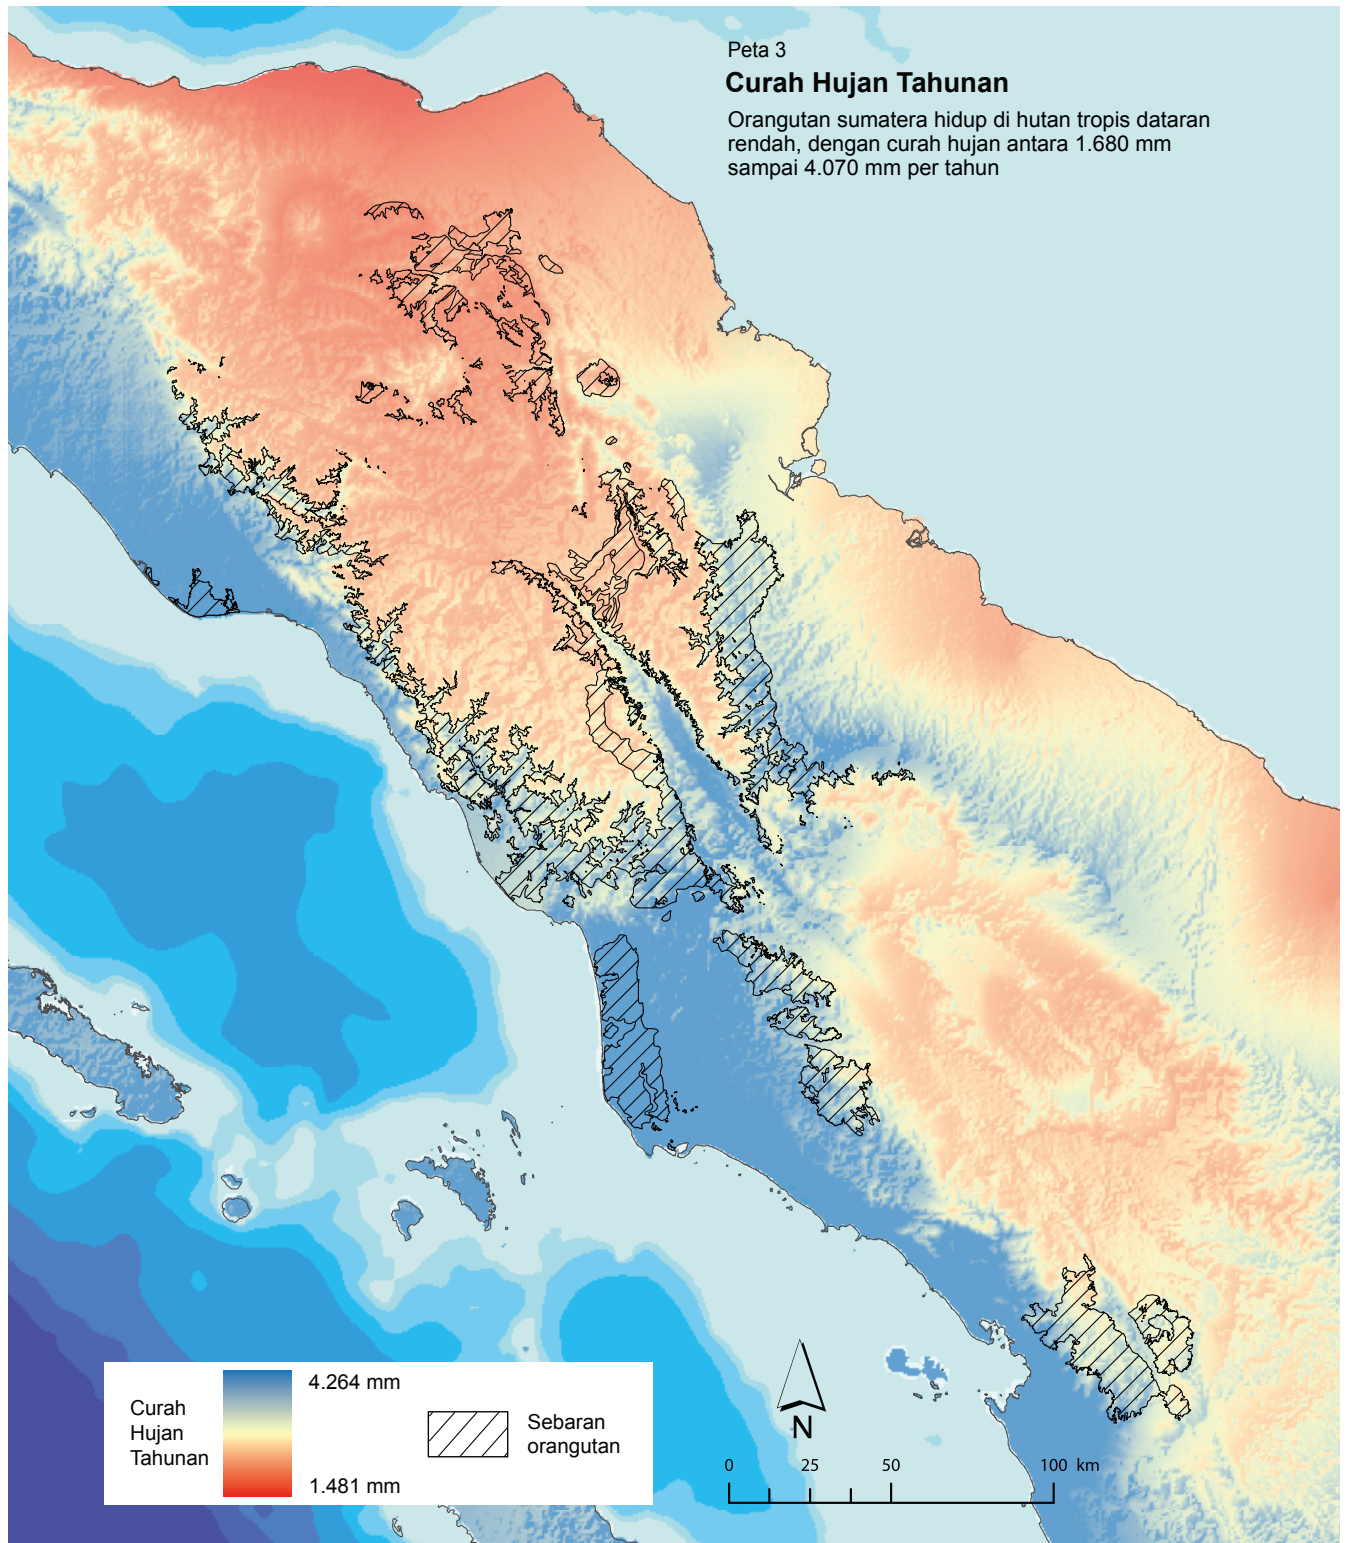 Peta 3
Curah Hujan Tahunan
Orangutan sumatera hidup di hutan tropis dataran
rendah, dengan curah hujan antara 1.680 mm
sampai 4.070 mm per tahun
Curah
Hujan
Tahunan
4.264 mm
1.481 mm
Sebaran
orangutan
N
0 25 50 100 km